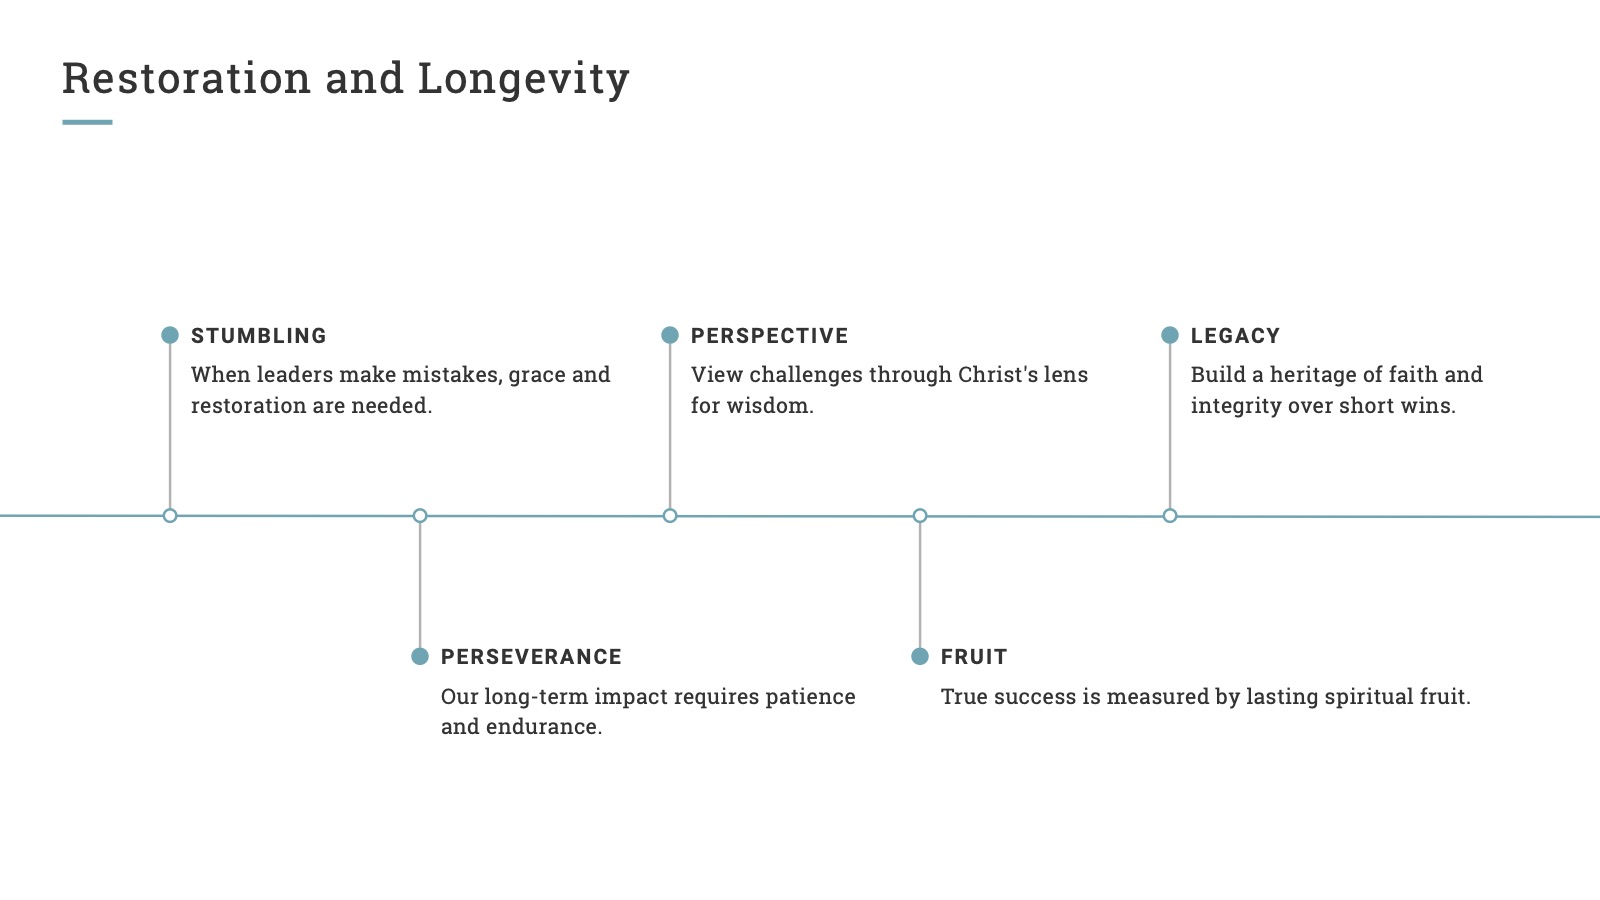 Restoration and Longevity
STUMBLING
When leaders make mistakes, grace and
restoration are needed.
PERSEVERANCE
Our long-term impact requires patience
and endurance.
PERSPECTIVE
View challenges through Christ's lens
for wisdom.
FRUIT
True success is measured by lasting spiritual fruit.
LEGACY
Build a heritage of faith and
integrity over short wins.